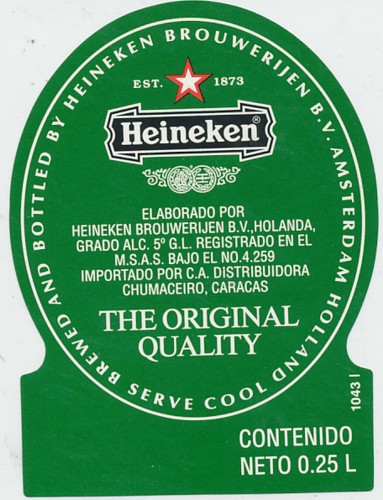 BREWED AND BOTTLED BY HEINEKEN BROUWERIJEN B.V. AMSTERDAM HOLLAND
EST. 1873
Heineken®
ELABORADO POR
HEINEKEN BROUWERIJEN B.V.,HOLANDA,
GRADO ALC. 5º G.L. REGISTRADO EN EL
M.S.A.S. BAJO EL NO.4.259
IMPORTADO POR C.A. DISTRIBUIDORA
CHUMACEIRO, CARACAS
THE ORIGINAL
QUALITY
SERVE COOL
1043 I
CONTENIDO
NETO 0.25 L